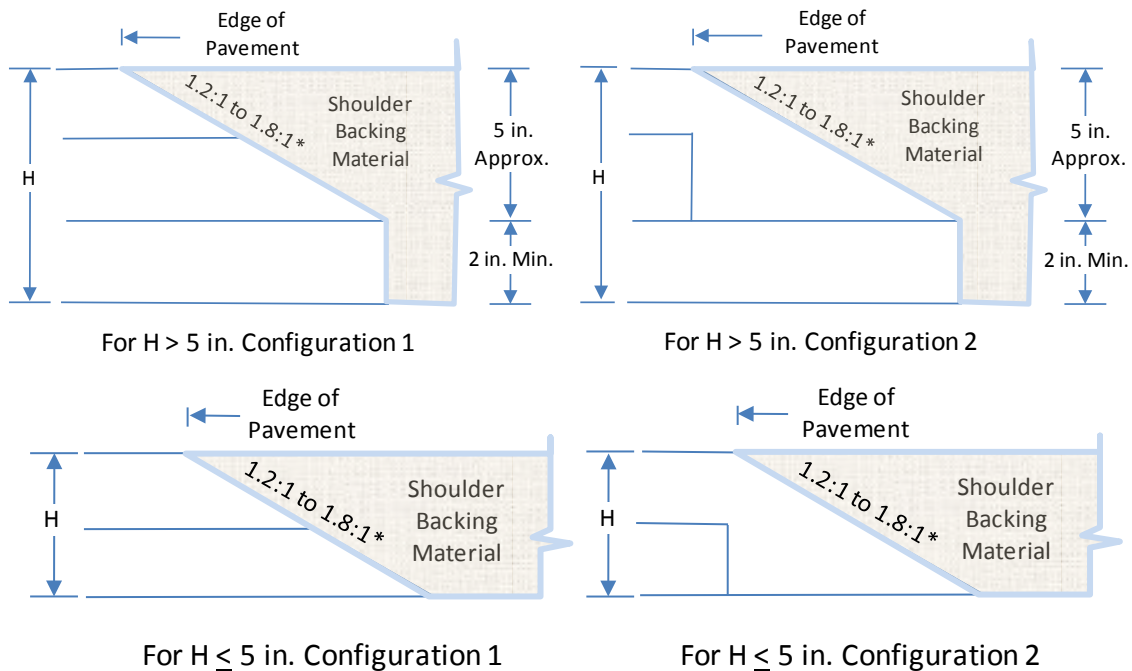 Edge of
Pavement
H
1.2:1 to 1.8:1*
Shoulder
Backing
Material
5 in.
Approx.
2 in. Min.
For H > 5 in. Configuration 1
Edge of
Pavement
H
1.2:1 to 1.8:1*
Shoulder
Backing
Material
5 in.
Approx.
2 in. Min.
For H > 5 in. Configuration 2
Edge of
Pavement
H
1.2:1 to 1.8:1*
Shoulder
Backing
Material
For H ≤ 5 in. Configuration 1
Edge of
Pavement
H
1.2:1 to 1.8:1*
Shoulder
Backing
Material
For H ≤ 5 in. Configuration 2